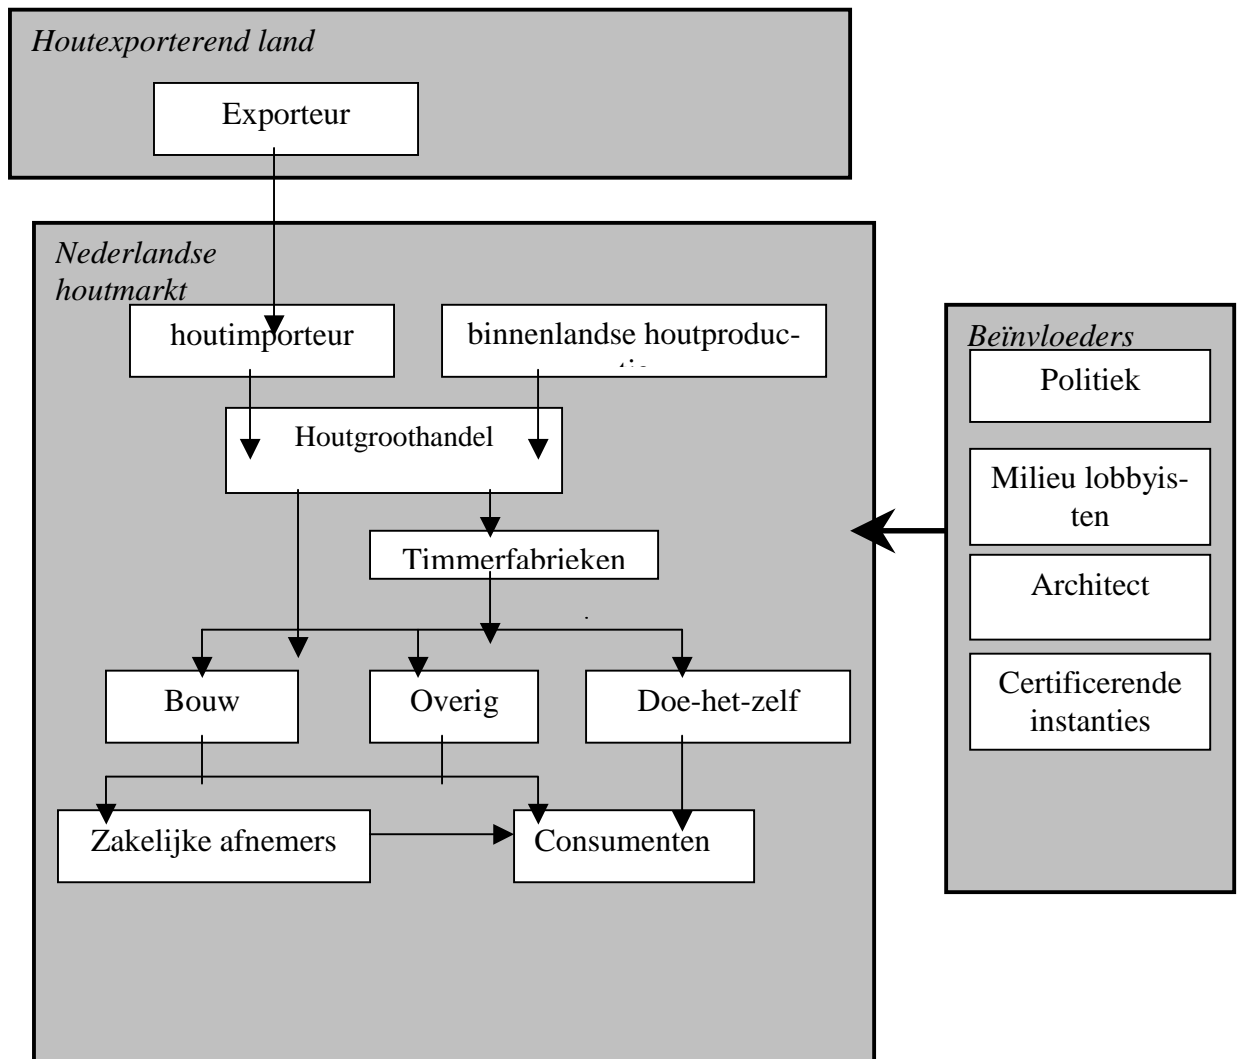 Houtexporterend land
Exporteur
Nederlandse
houtmarkt
houtimporteur
binnenlandse houtproduc-
Houtgroothandel
Timmerfabrieken
Bouw
Overig
Doe-het-zelf
Zakelijke afnemers
Consumenten
Beïnvloeders
Politiek
Milieu lobbyis-
ten
Architect
Certificerende
instanties